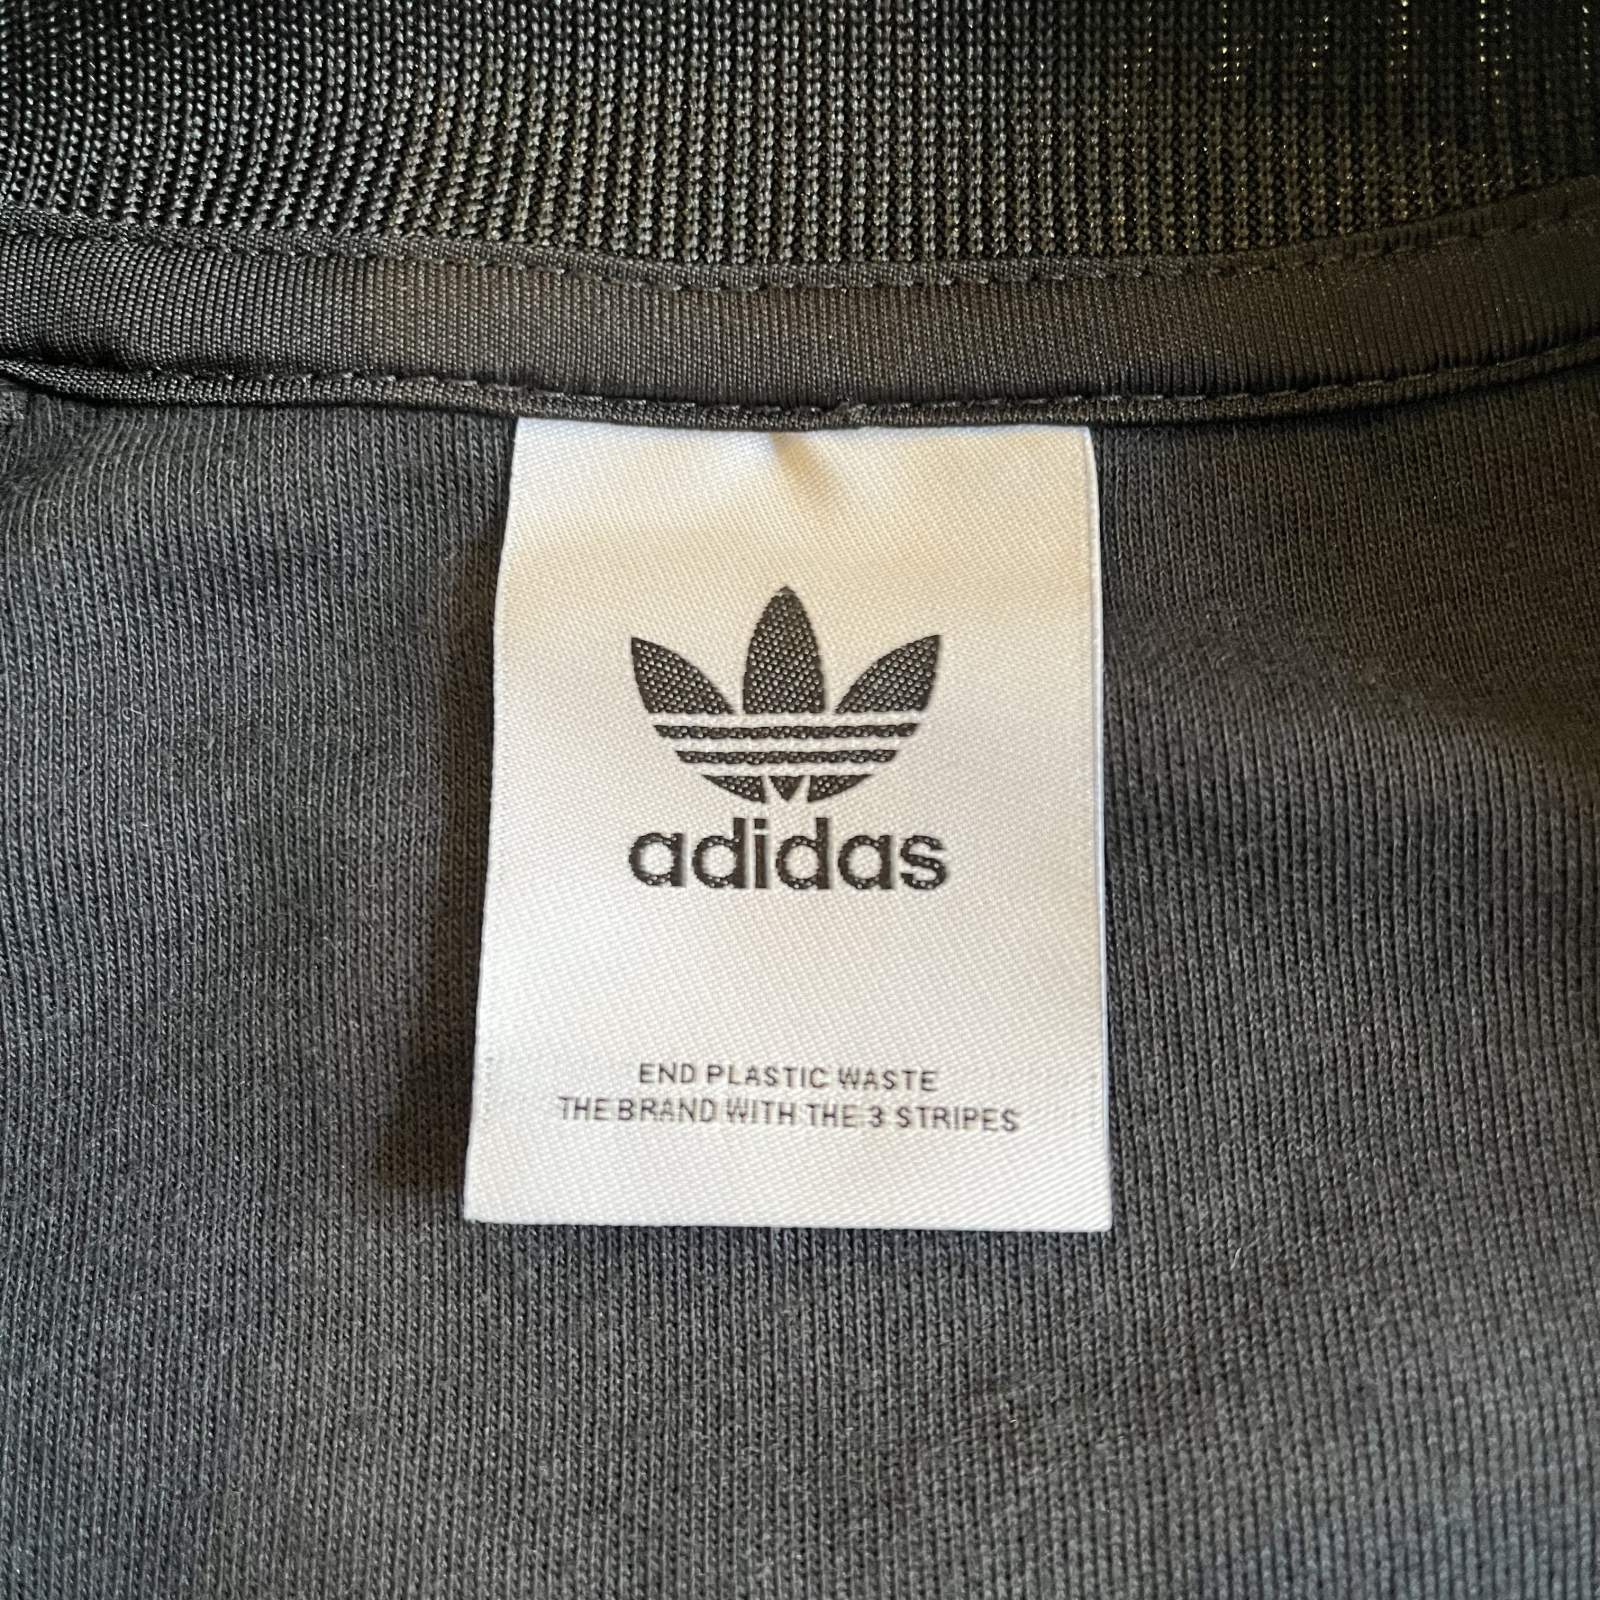 adidas
END PLASTIC WASTE
THE BRAND WITH THE 3 STRIPES